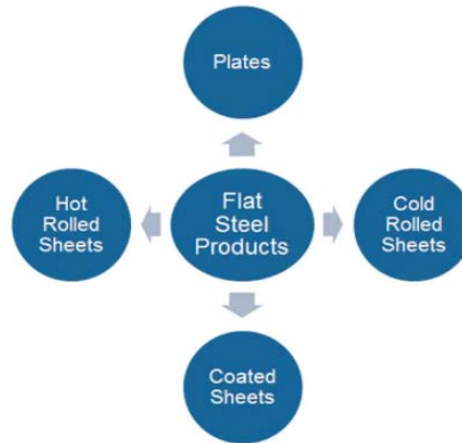 Plates
Hot
Rolled
Sheets
Flat
Steel
Products
Cold
Rolled
Sheets
Coated
Sheets